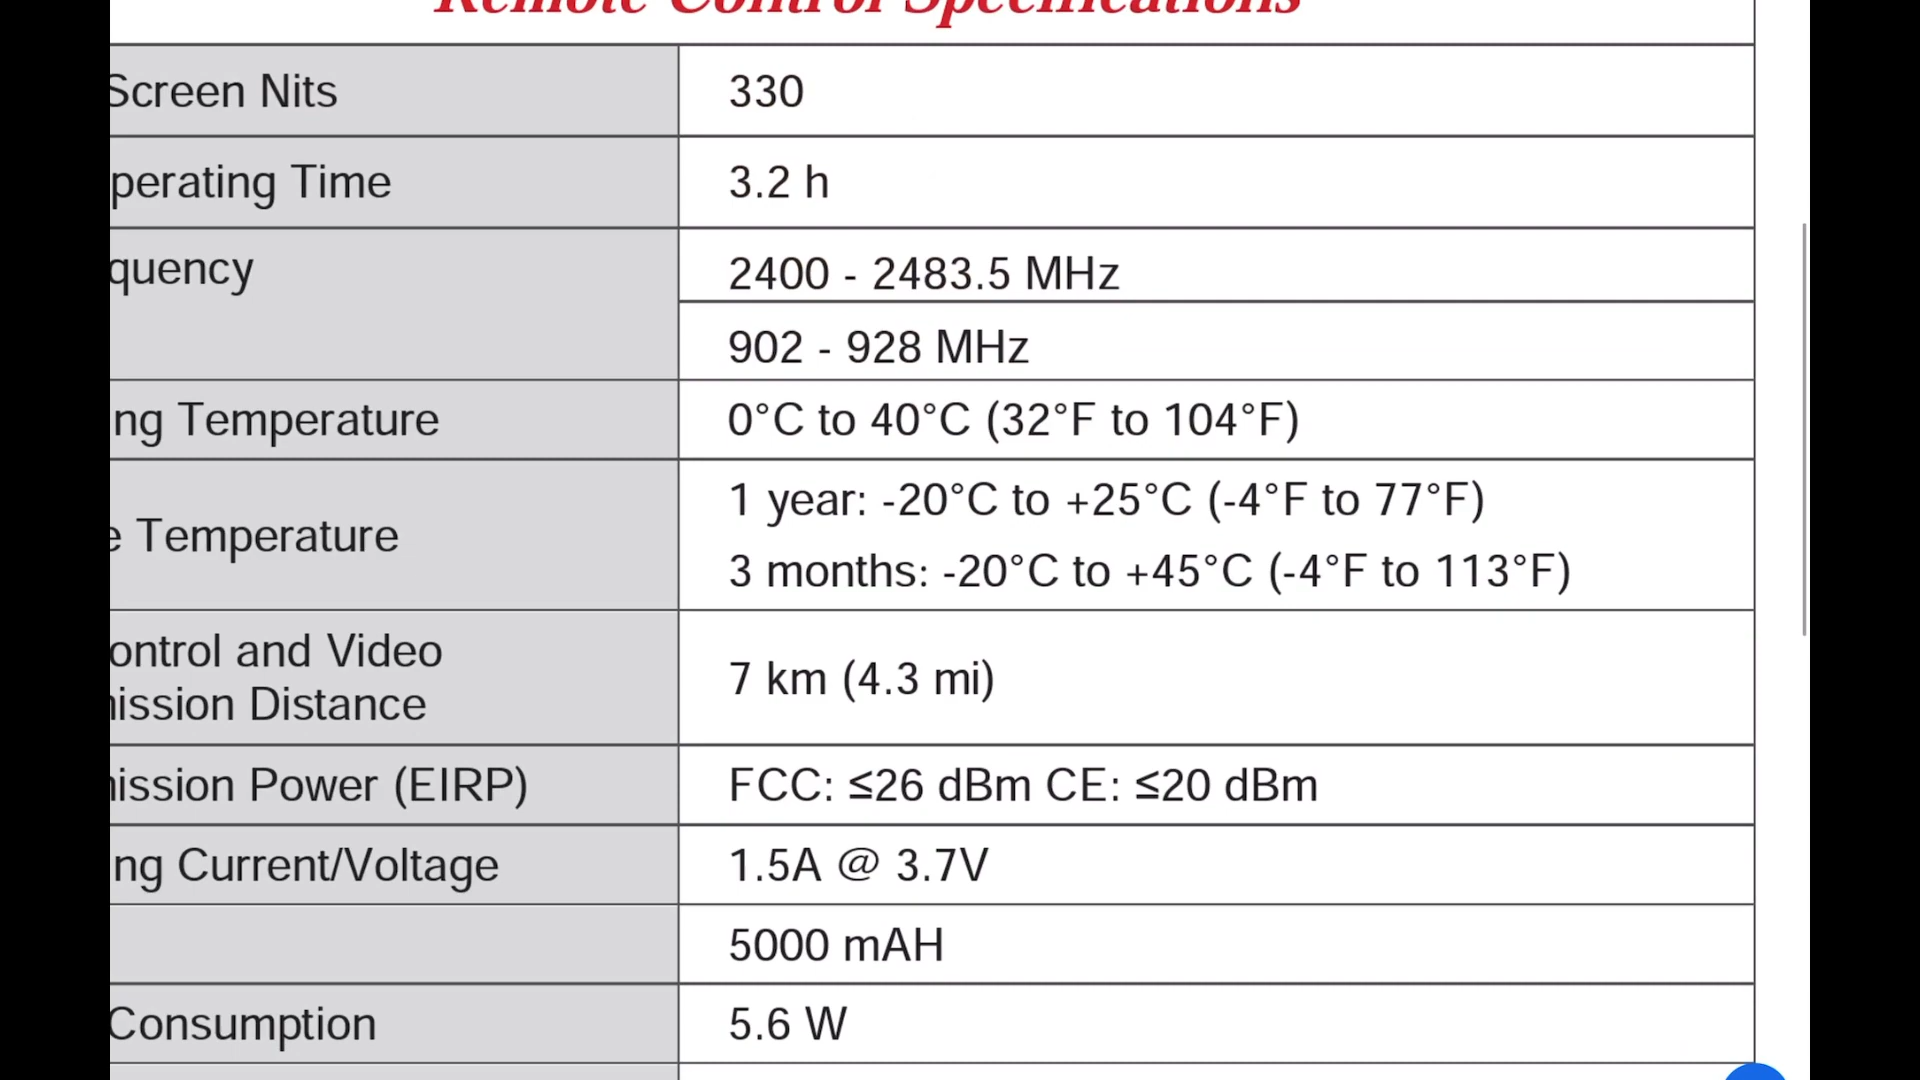 Remote Control Specifications
Screen Nits 330
perating Time 3.2 h
quency 2400 - 2483.5 MHz
902 - 928 MHz
ng Temperature 0°C to 40°C (32°F to 104°F)
1 year: -20°C to +25°C (-4°F to 77°F)
e Temperature
3 months: -20°C to +45°C (-4°F to 113°F)
ontrol and Video
ission Distance
7 km (4.3 mi)
ission Power (EIRP) FCC: ≤26 dBm CE: ≤20 dBm
ng Current/Voltage 1.5A @ 3.7V
5000 mAH
Consumption 5.6 W